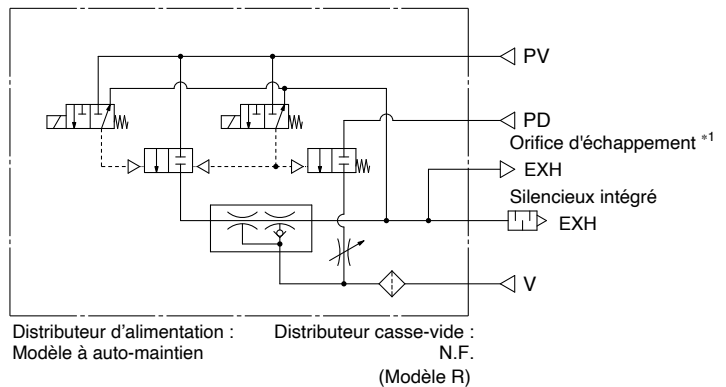 PV
PD
Orifice d'échappement *1
EXH
Silencieux intégré
EXH
V
Distributeur d'alimentation :
Modèle à auto-maintien
Distributeur casse-vide :
N.F.
(Modèle R)